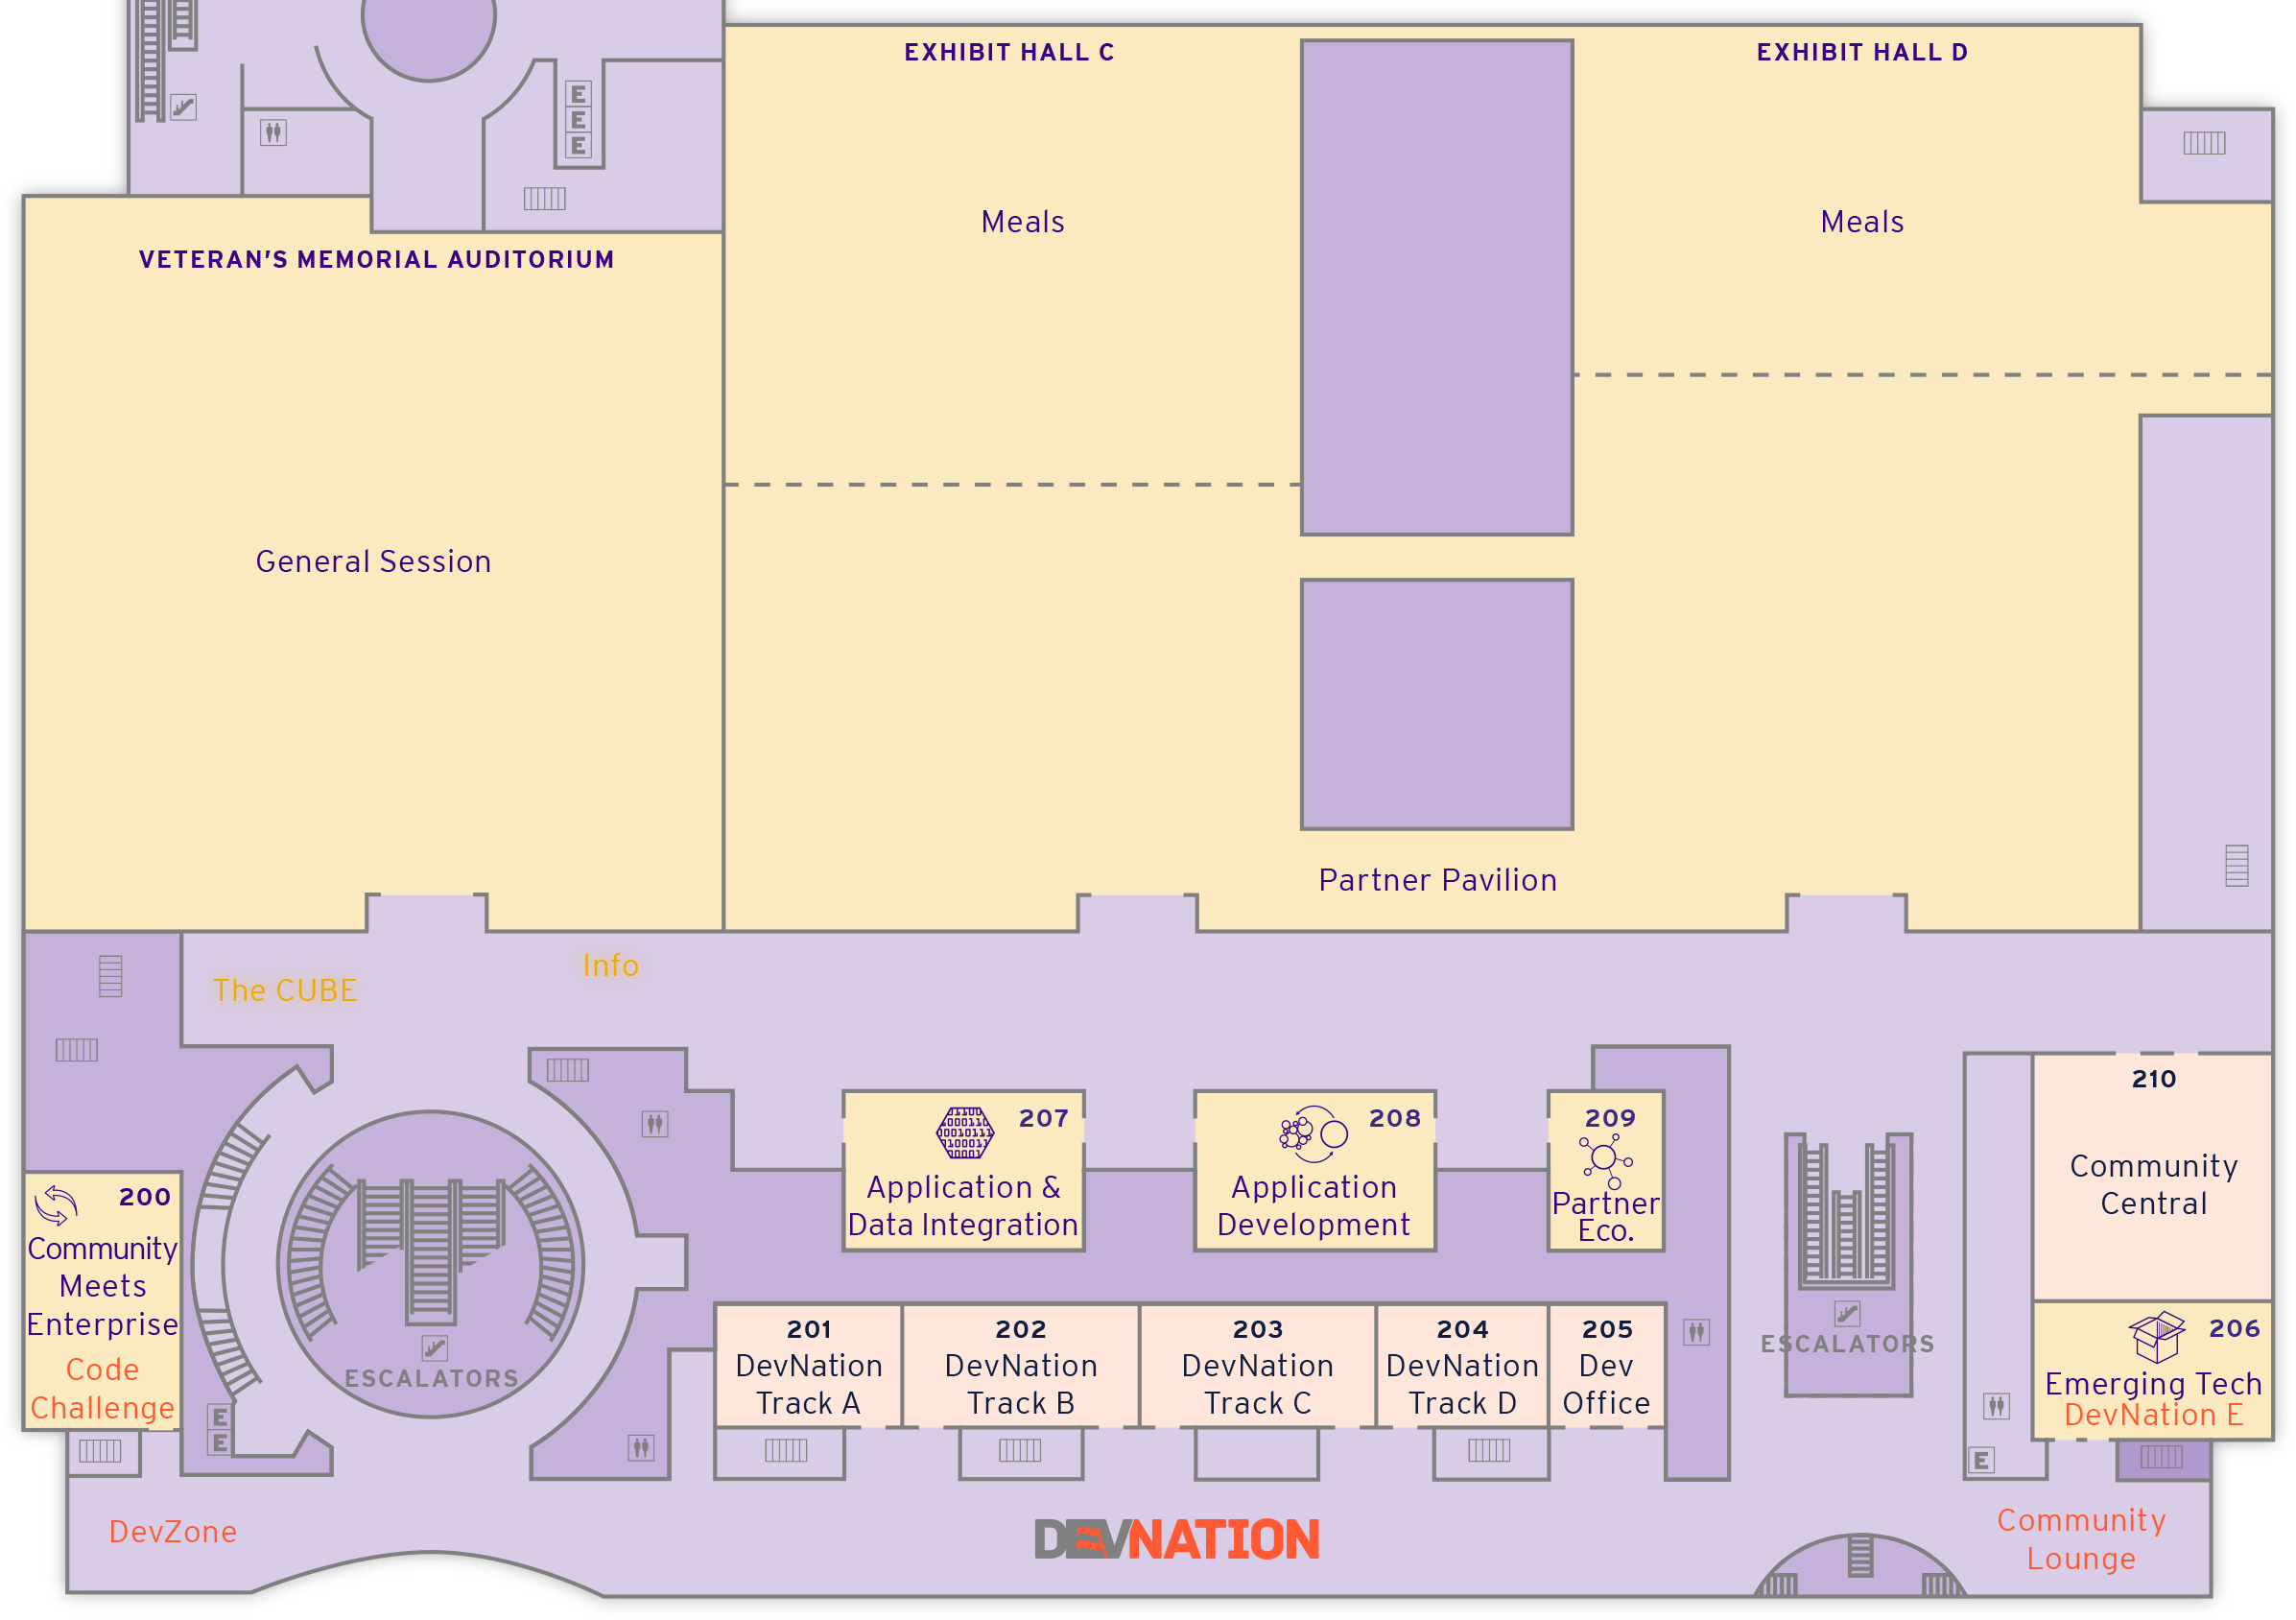 EXHIBIT HALL C
EXHIBIT HALL D
E
E
E
Meals
Meals
VETERAN'S MEMORIAL AUDITORIUM
General Session
Partner Pavilion
The CUBE
Info
200
Community
Meets
Enterprise
Code
Challenge
207
Application &
Data Integration
208
Application
Development
209
Partner
Eco.
210
Community
Central
201
DevNation
Track A
202
DevNation
Track B
203
DevNation
Track C
204
DevNation
Track D
205
Dev
Office
206
Emerging Tech
DevNation E
ESCALATORS
ESCALATORS
E
E
E
DevZone
DEVNATION
Community
Lounge